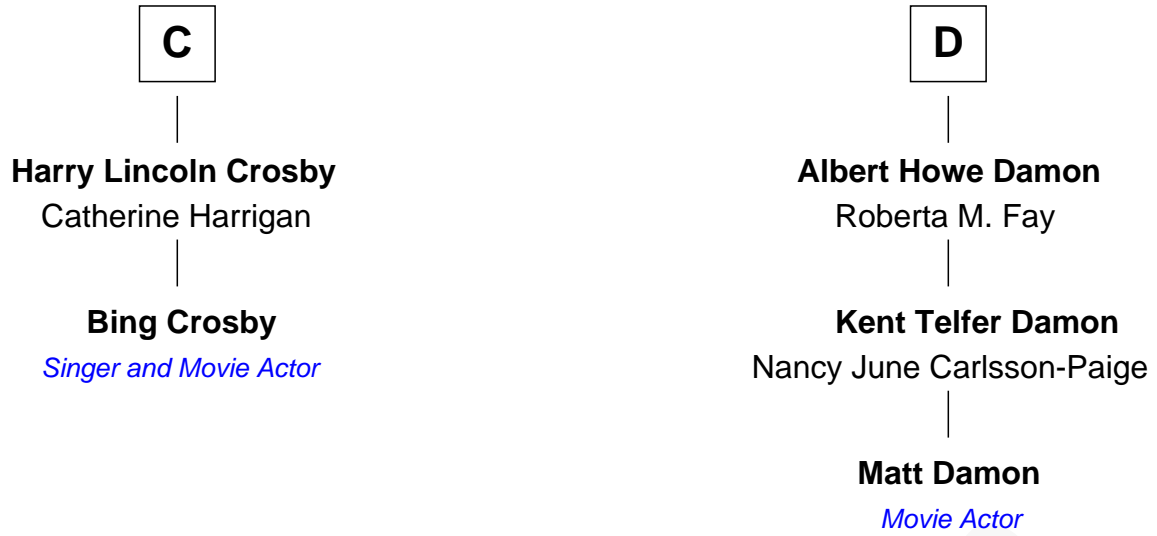 C
Harry Lincoln Crosby
Catherine Harrigan
Bing Crosby
Singer and Movie Actor
D
Albert Howe Damon
Roberta M. Fay
Kent Telfer Damon
Nancy June Carlsson-Paige
Matt Damon
Movie Actor